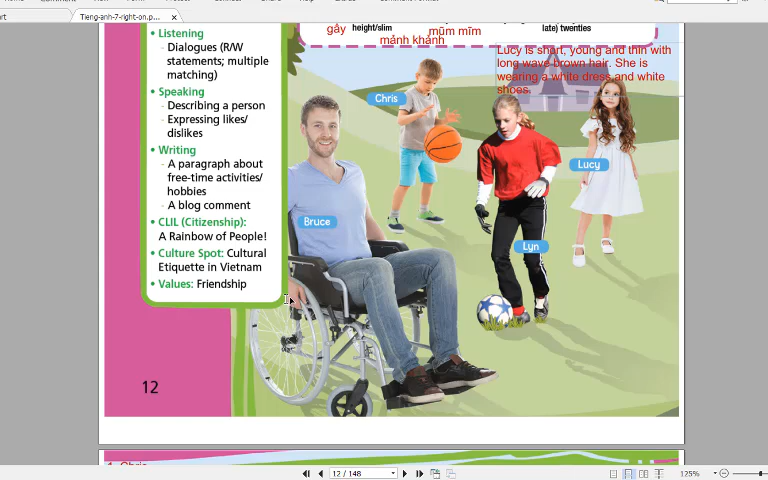 Tieng-anh-7-right-on.p... ×
gầy height/slim
mũm mĩm
late) twenties
mảnh khảnh
Lucy is short, young and thin with
long wave brown hair. She is
wearing a white dress and white
shoes.
• Listening
- Dialogues (R/W
statements; multiple
matching)
• Speaking
- Describing a person
- Expressing likes/
dislikes
• Writing
- A paragraph about
free-time activities/
hobbies
- A blog comment
• CLIL (Citizenship):
A Rainbow of People!
• Culture Spot: Cultural
Etiquette in Vietnam
• Values: Friendship
Chris
Lucy
Bruce
Lyn
12
1. Chris
12 / 148
125%